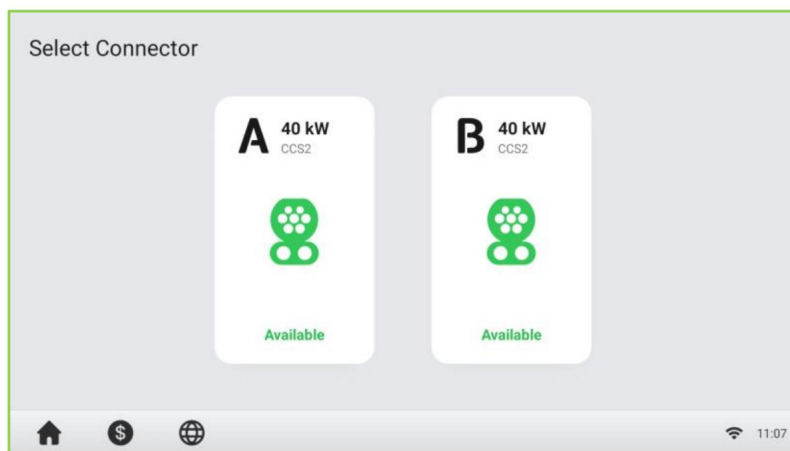 Select Connector
A 40 kW
CCS2
Available
B 40 kW
CCS2
Available
$
11:07